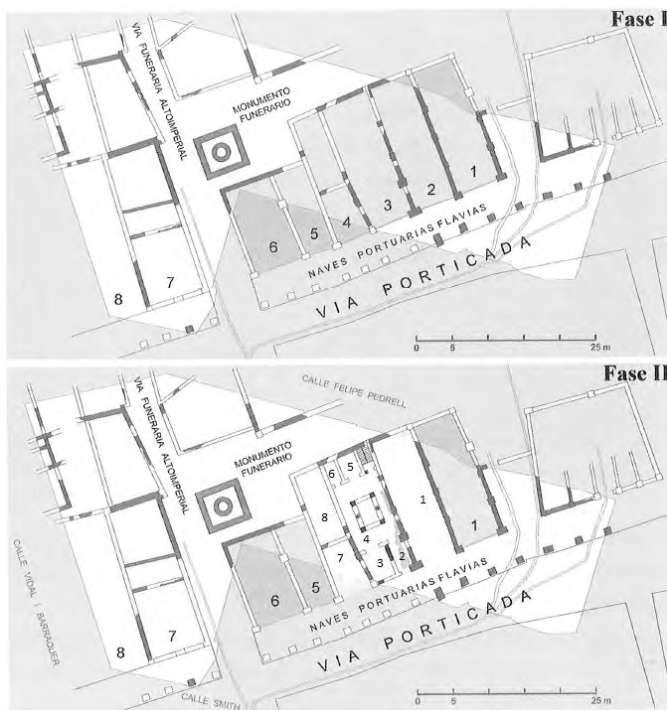 Fase I
VIA FUNERARIA ALTOIMPERIAL
MONUMENTO
FUNERARIO
1
2
3
4
5
6
7
8
NAVES PORTUARIAS FLAVIAS
VIA PORTICADA
0 5 25 m
Fase II
CALLE FELIPE PEDRELL
VIA FUNERARIA ALTOIMPERIAL
MONUMENTO
FUNERARIO
6 5
1
8
4
1
7 3 2
5
6
7
8
NAVES PORTUARIAS FLAVIAS
VIA PORTICADA
CALLE VIDAL I BARRAQUER
CALLE SMITH
0 5 25 m